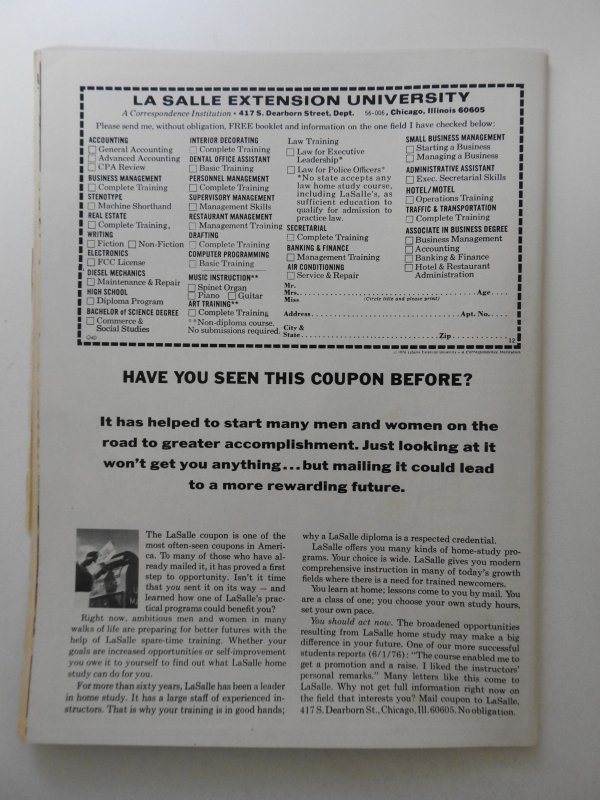 LA SALLE EXTENSION UNIVERSITY
A Correspondence Institution • 417 S. Dearborn Street, Dept. 56-006, Chicago, Illinois 60605
Please send me, without obligation, FREE booklet and information on the one field I have checked below:
ACCOUNTING
General Accounting
Advanced Accounting
CPA Review
BUSINESS MANAGEMENT
Complete Training
STENOTYPE
Machine Shorthand
REAL ESTATE
Complete Training
WRITING
Fiction Non-Fiction
ELECTRONICS
FCC License
DIESEL MECHANICS
Maintenance & Repair
HIGH SCHOOL
Diploma Program
BACHELOR of SCIENCE DEGREE
Commerce &
Social Studies
INTERIOR DECORATING
Complete Training
DENTAL OFFICE ASSISTANT
Basic Training
PERSONNEL MANAGEMENT
Complete Training
SUPERVISORY MANAGEMENT
Management Skills
RESTAURANT MANAGEMENT
Management Training
DRAFTING
Complete Training
COMPUTER PROGRAMMING
Basic Training
MUSIC INSTRUCTION**
Spinet Organ
Piano Guitar
ART TRAINING**
Complete Training
**Non-diploma course.
No submissions required.
Law Training
Law for Executive
Leadership*
Law for Police Officers*
*No state accepts any
law home study course,
including LaSalle's, as
sufficient education to
qualify for admission to
practice law.
SECRETARIAL
Complete Training
BANKING & FINANCE
Management Training
AIR CONDITIONING
Service & Repair
SMALL BUSINESS MANAGEMENT
Starting a Business
Managing a Business
ADMINISTRATIVE ASSISTANT
Exec. Secretarial Skills
HOTEL/MOTEL
Operations Training
TRAFFIC & TRANSPORTATION
Complete Training
ASSOCIATE IN BUSINESS DEGREE
Business Management
Accounting
Banking & Finance
Hotel & Restaurant
Administration
Mr.
Mrs. Age
Miss (Circle title and please print)
Address Apt. No.
City &
State Zip 12
HAVE YOU SEEN THIS COUPON BEFORE?
It has helped to start many men and women on the
road to greater accomplishment. Just looking at it
won't get you anything...but mailing it could lead
to a more rewarding future.
The LaSalle coupon is one of the
most often-seen coupons in Ameri-
ca. To many of those who have al-
ready mailed it, it has proved a first
step to opportunity. Isn't it time
that you sent it on its way — and
learned how one of LaSalle's prac-
tical programs could benefit you?
Right now, ambitious men and women in many
walks of life are preparing for better futures with the
help of LaSalle spare-time training. Whether your
goals are increased opportunities or self-improvement
you owe it to yourself to find out what LaSalle home
study can do for you.
For more than sixty years, LaSalle has been a leader
in home study. It has a large staff of experienced in-
structors. That is why your training is in good hands;
why a LaSalle diploma is a respected credential.
LaSalle offers you many kinds of home-study pro-
grams. Your choice is wide. LaSalle gives you modern
comprehensive instruction in many of today's growth
fields where there is a need for trained newcomers.
You learn at home; lessons come to you by mail. You
are a class of one; you choose your own study hours,
set your own pace.
You should act now. The broadened opportunities
resulting from LaSalle home study may make a big
difference in your future. One of our more successful
students reports (6/1/76): "The course enabled me to
get a promotion and a raise. I liked the instructors'
personal remarks." Many letters like this come to
LaSalle. Why not get full information right now on
the field that interests you? Mail coupon to LaSalle,
417 S. Dearborn St., Chicago, Ill. 60605. No obligation.